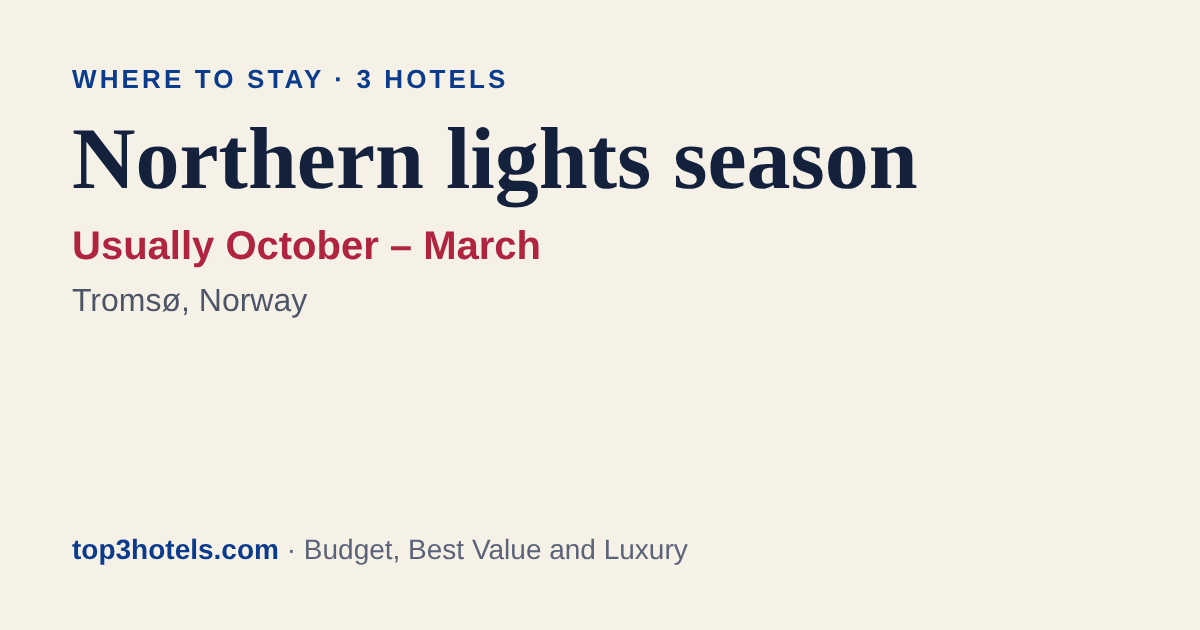 WHERE TO STAY · 3 HOTELS
Northern lights season
Usually October – March
Tromsø, Norway
top3hotels.com · Budget, Best Value and Luxury